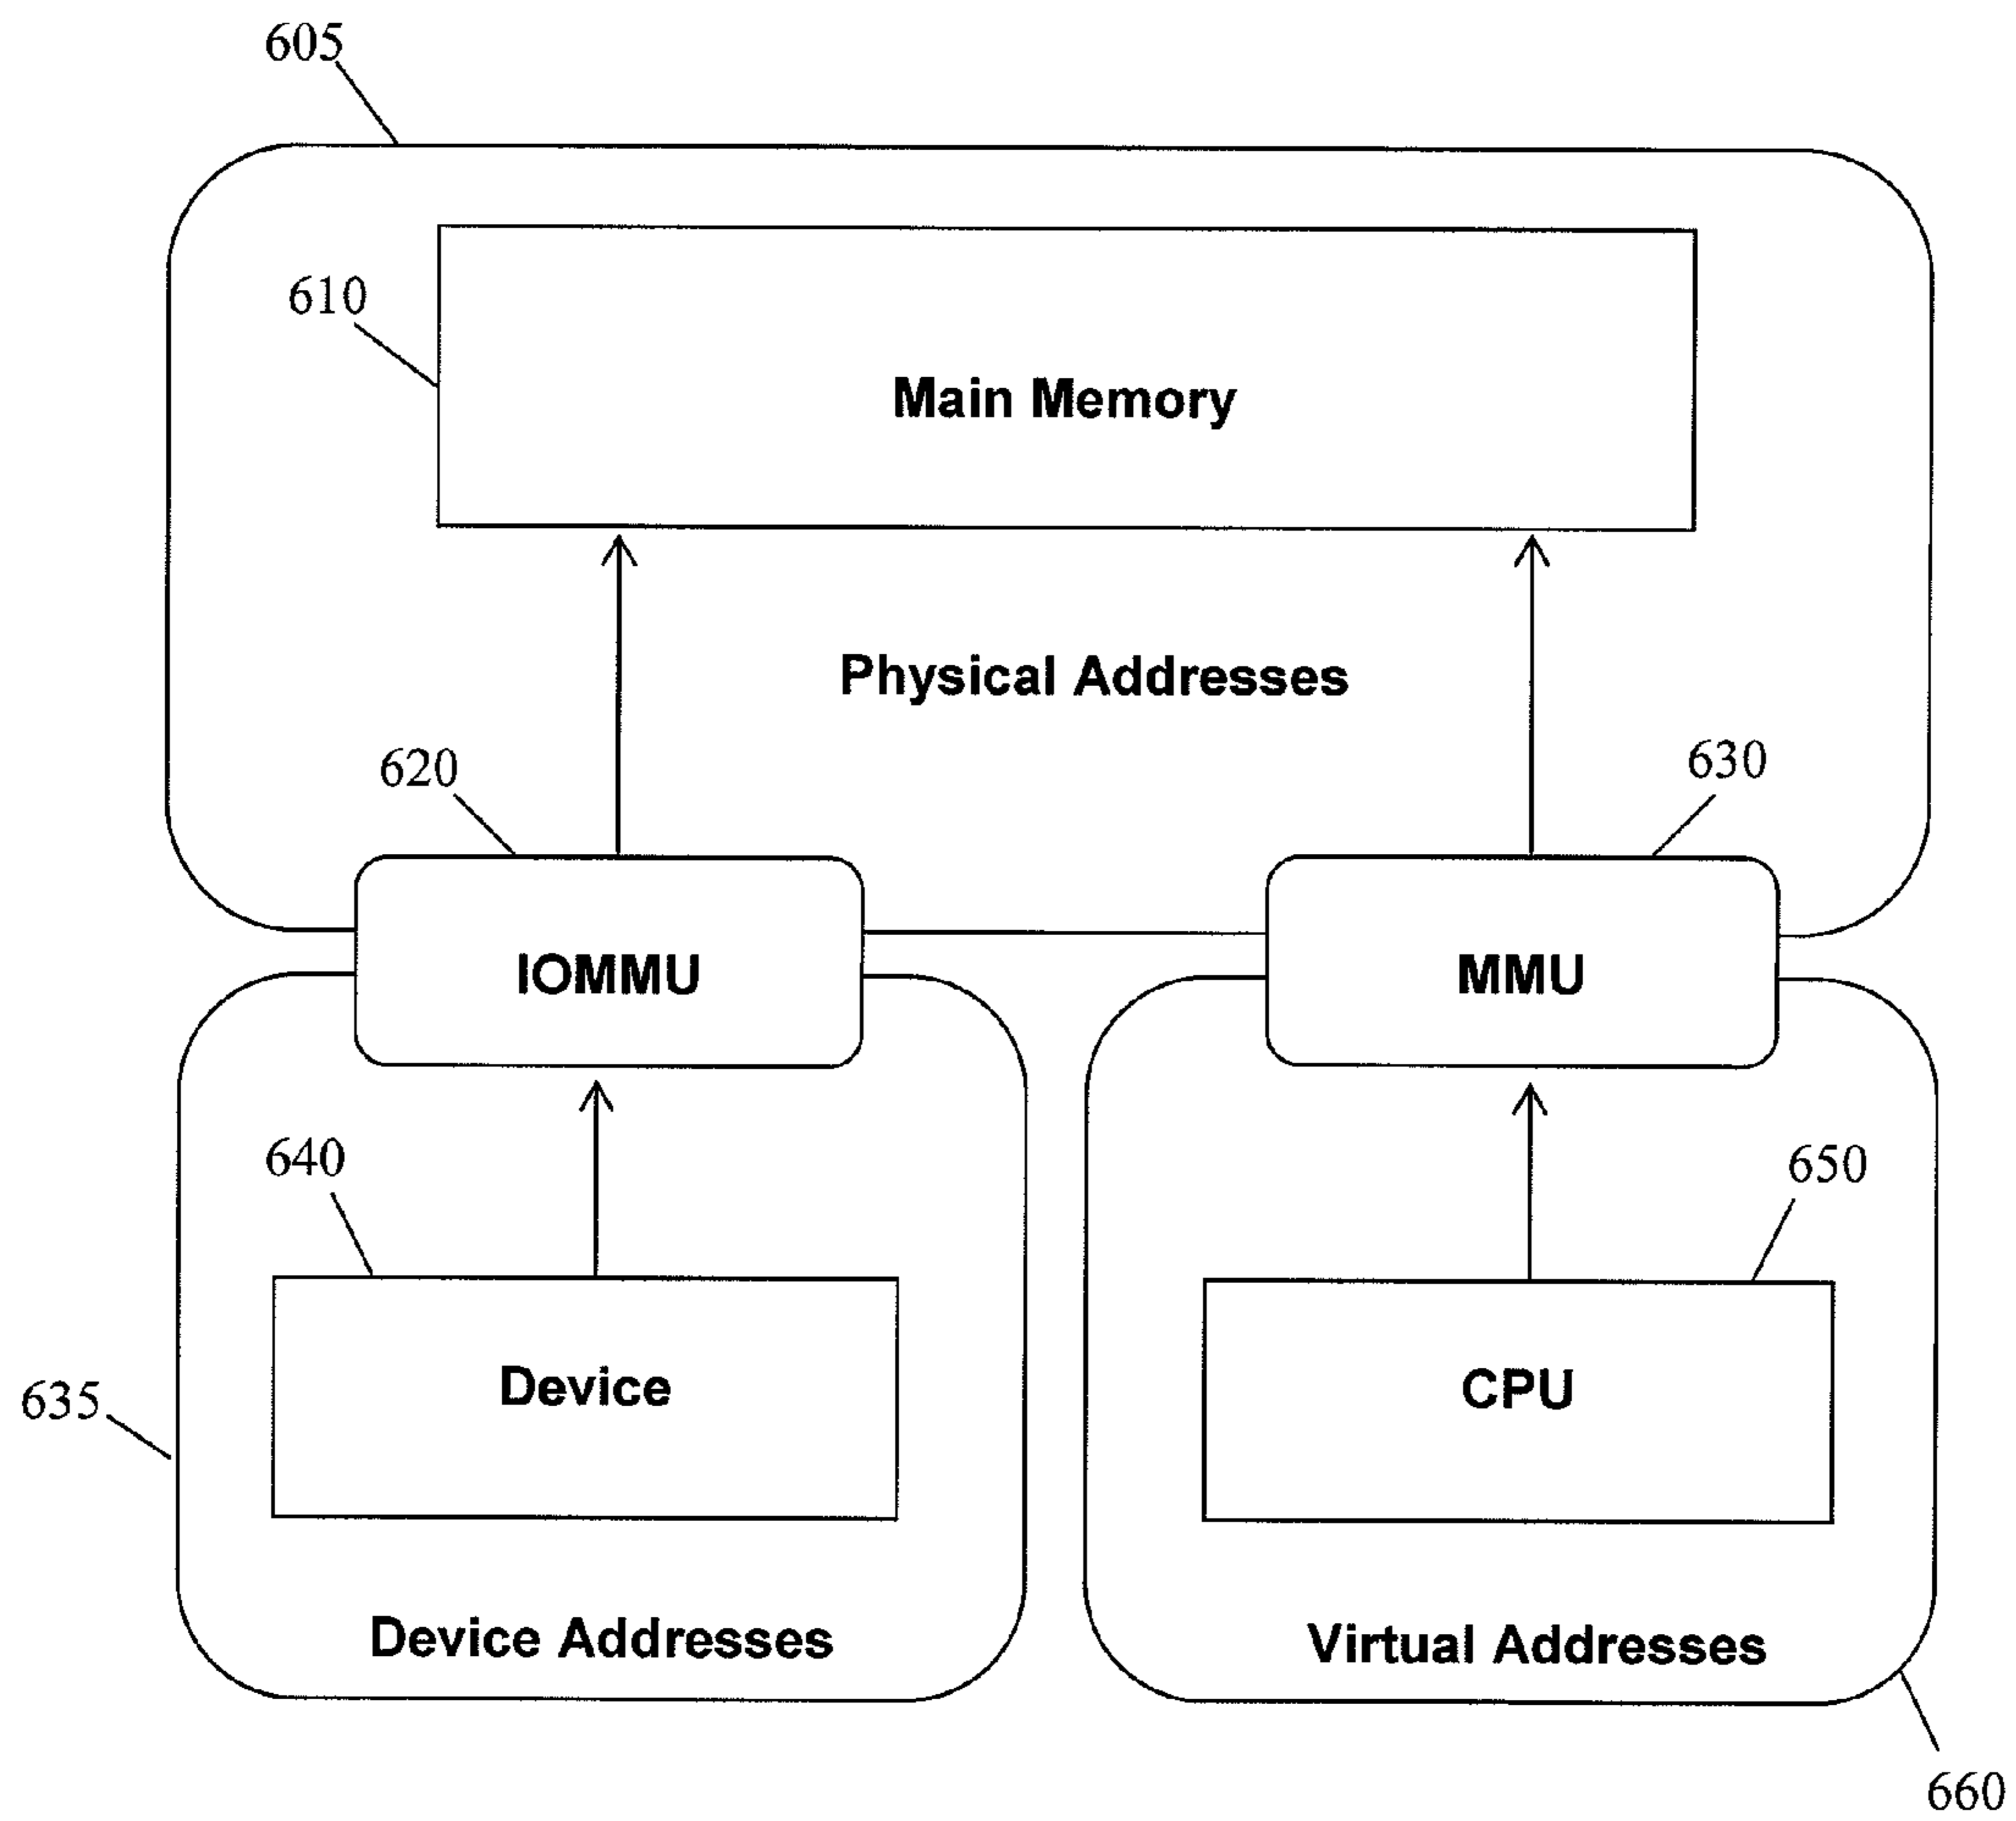 605
610
Main Memory
Physical Addresses
620
630
IOMMU
MMU
640
650
635
Device
CPU
Device Addresses
Virtual Addresses
660